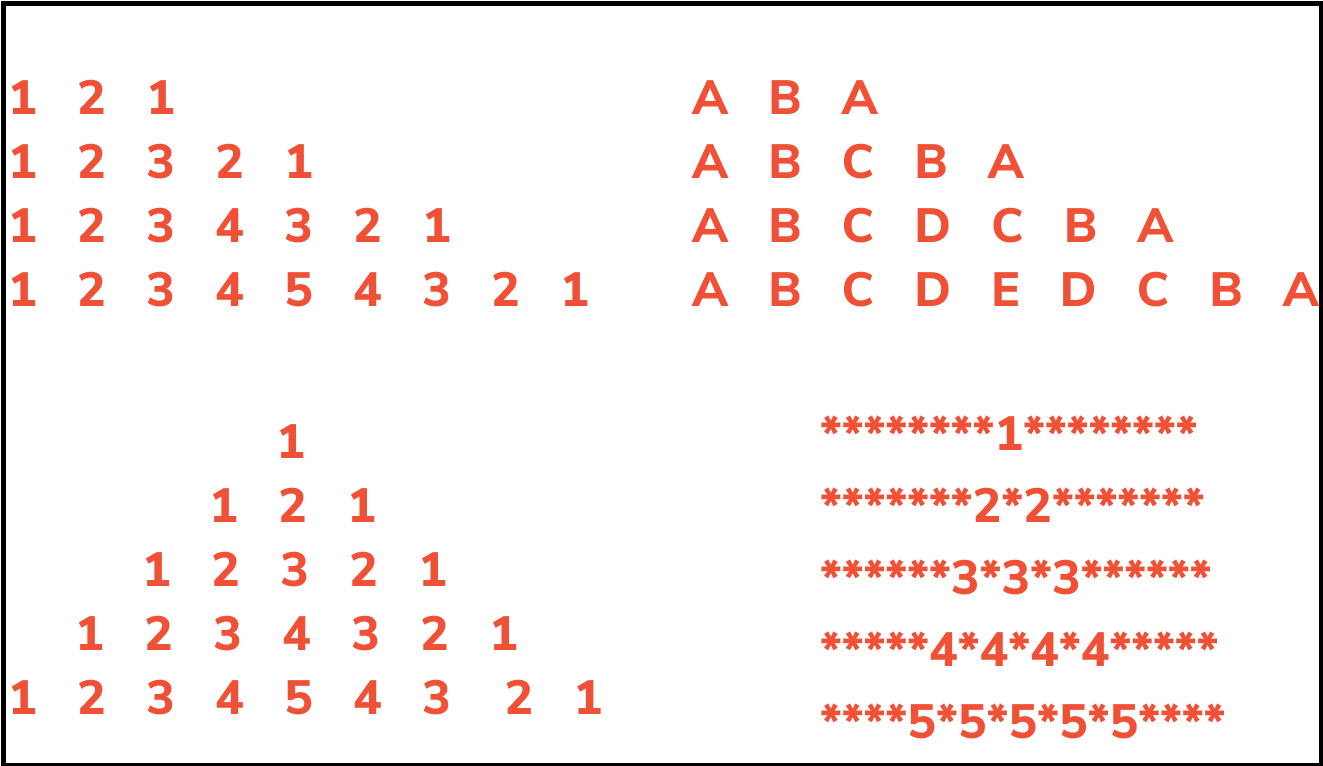 1 2 1
1 2 3 2 1
1 2 3 4 3 2 1
1 2 3 4 5 4 3 2 1
A B A
A B C B A
A B C D C B A
A B C D E D C B A
1
1 2 1
1 2 3 2 1
1 2 3 4 3 2 1
1 2 3 4 5 4 3 2 1
********1********
*******2*2*******
******3*3*3******
*****4*4*4*4*****
****5*5*5*5*5****